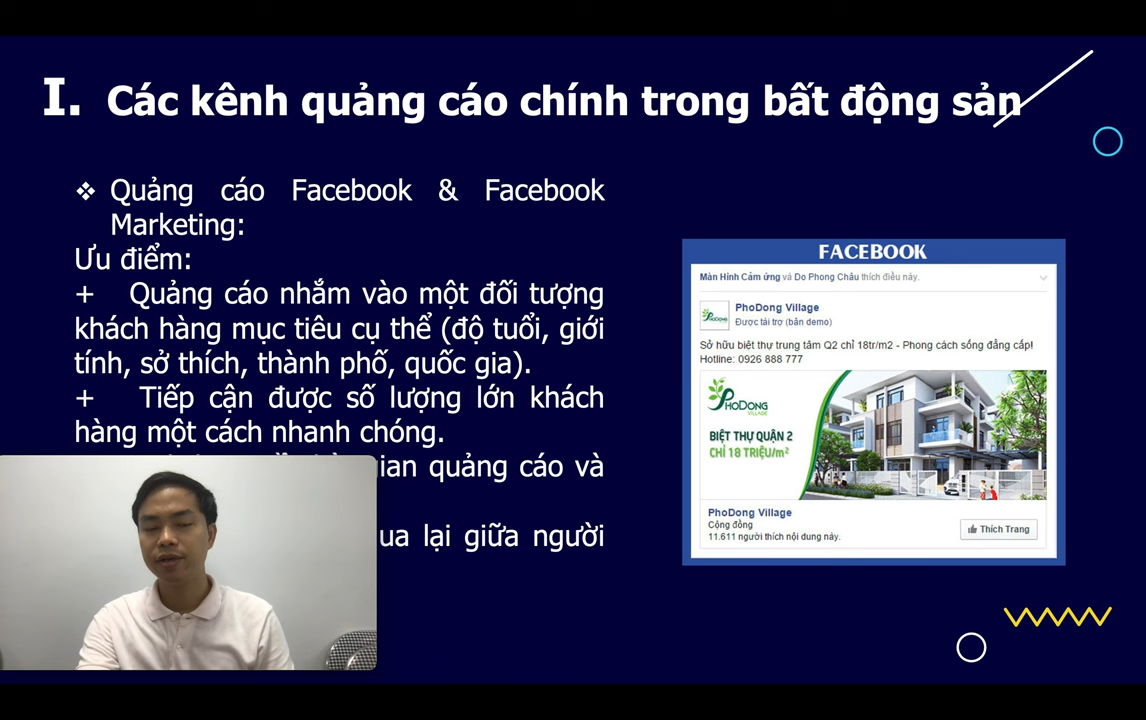 I. Các kênh quảng cáo chính trong bất động sản
❖ Quảng cáo Facebook & Facebook
Marketing:
Ưu điểm:
+ Quảng cáo nhắm vào một đối tượng
khách hàng mục tiêu cụ thể (độ tuổi, giới
tính, sở thích, thành phố, quốc gia).
+ Tiếp cận được số lượng lớn khách
hàng một cách nhanh chóng.
gian quảng cáo và
lại giữa người
FACEBOOK
Màn Hình Cảm ứng và Do Phong Châu thích điều này.
PhoDong Village
Được tài trợ (bản demo)
Sở hữu biệt thự trung tâm Q2 chỉ 18tr/m2 - Phong cách sống đẳng cấp!
Hotline: 0926 888 777
PHODONG
VILLAGE
BIỆT THỰ QUẬN 2
CHỈ 18 TRIỆU/m²
PhoDong Village
Cộng đồng
11.611 người thích nội dung này.
Thích Trang